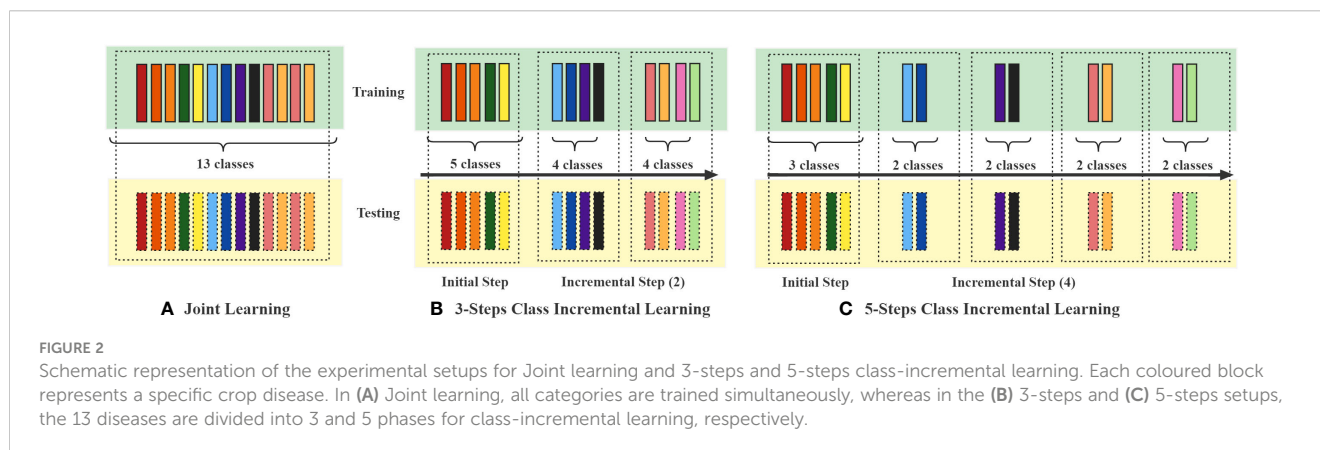 Training
13 classes
5 classes
4 classes
4 classes
3 classes
2 classes
2 classes
2 classes
2 classes
Testing
Initial Step
Incremental Step (2)
Initial Step
Incremental Step (4)
A Joint Learning
B 3-Steps Class Incremental Learning
C 5-Steps Class Incremental Learning
FIGURE 2
Schematic representation of the experimental setups for Joint learning and 3-steps and 5-steps class-incremental learning. Each coloured block
represents a specific crop disease. In (A) Joint learning, all categories are trained simultaneously, whereas in the (B) 3-steps and (C) 5-steps setups,
the 13 diseases are divided into 3 and 5 phases for class-incremental learning, respectively.